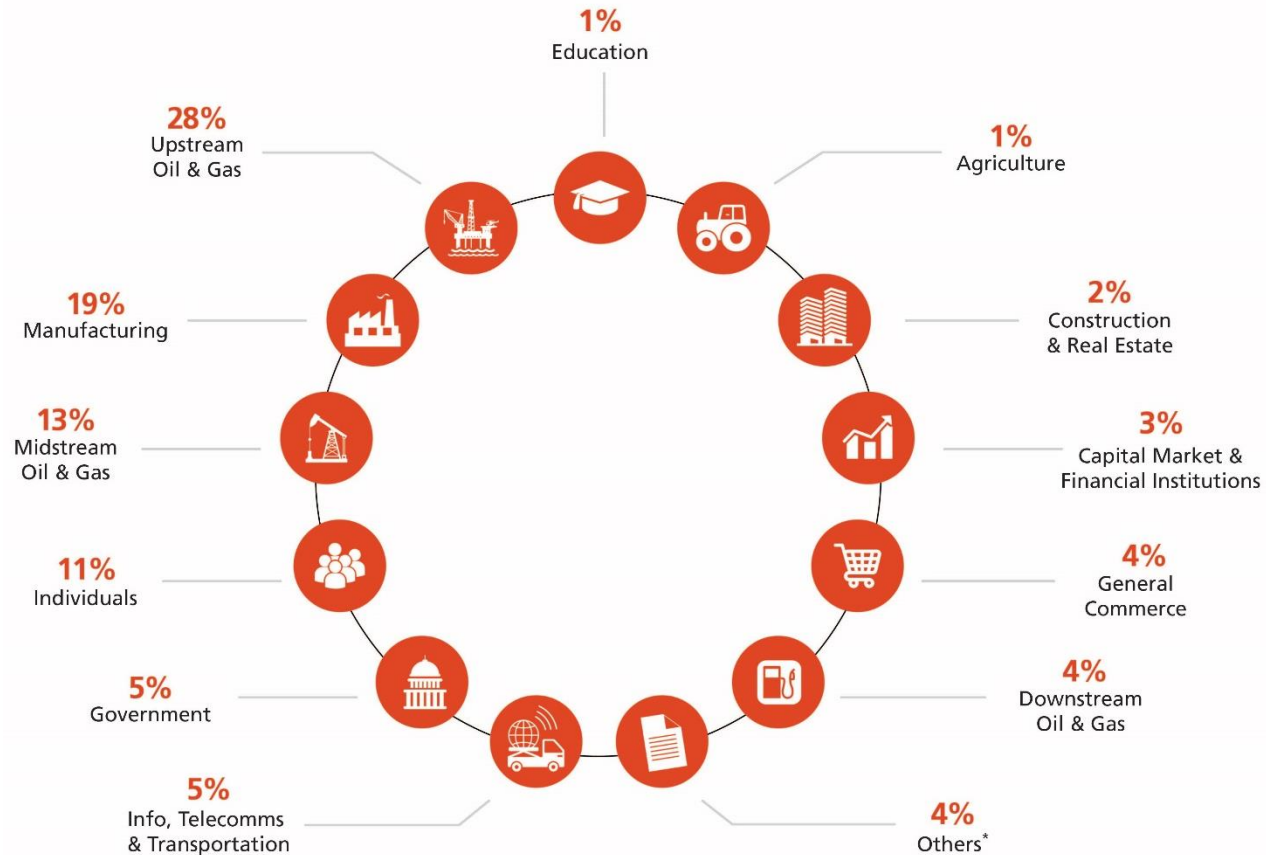 1%
Education
1%
Agriculture
2%
Construction
& Real Estate
3%
Capital Market &
Financial Institutions
4%
General
Commerce
4%
Downstream
Oil & Gas
4%
Others*
5%
Info, Telecomms
& Transportation
5%
Government
11%
Individuals
13%
Midstream
Oil & Gas
19%
Manufacturing
28%
Upstream
Oil & Gas